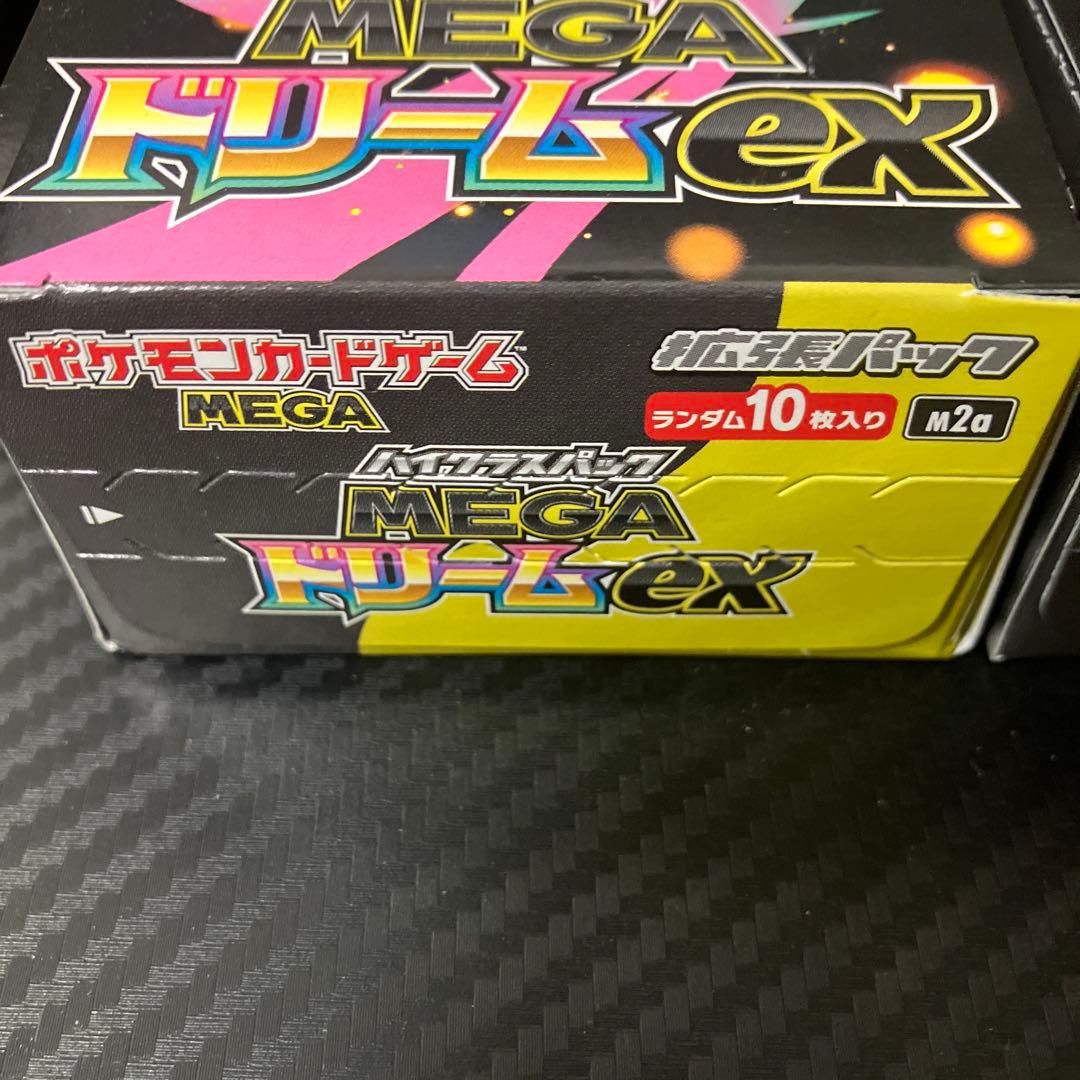 MEGA
ドリームex
ポケモンカードゲーム™
MEGA
拡張パック
ランダム10枚入り
M2a
ハイクラスパック
MEGA
ドリームex